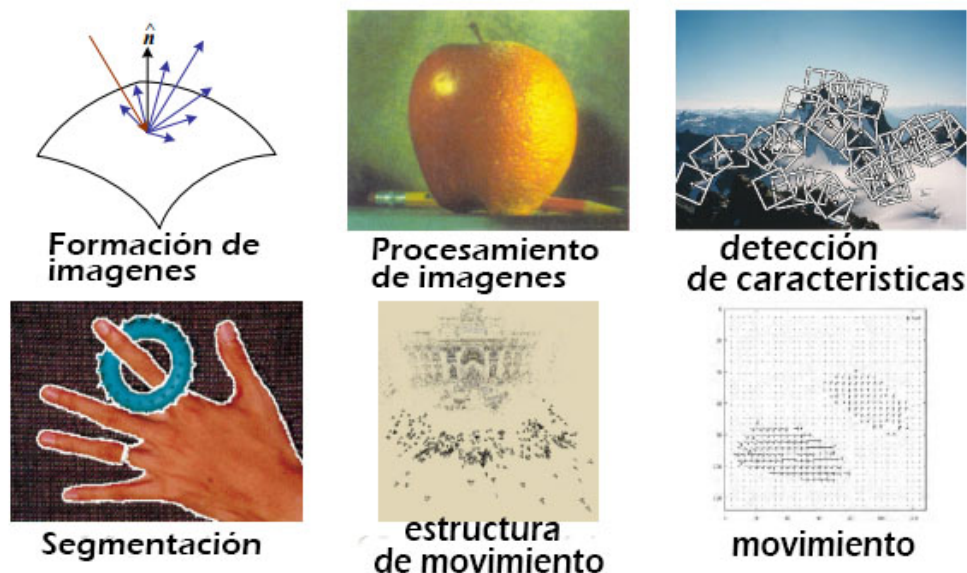 n̂
Formación de
imagenes
Procesamiento
de imagenes
detección
de caracteristicas
Segmentación
estructura
de movimiento
movimiento